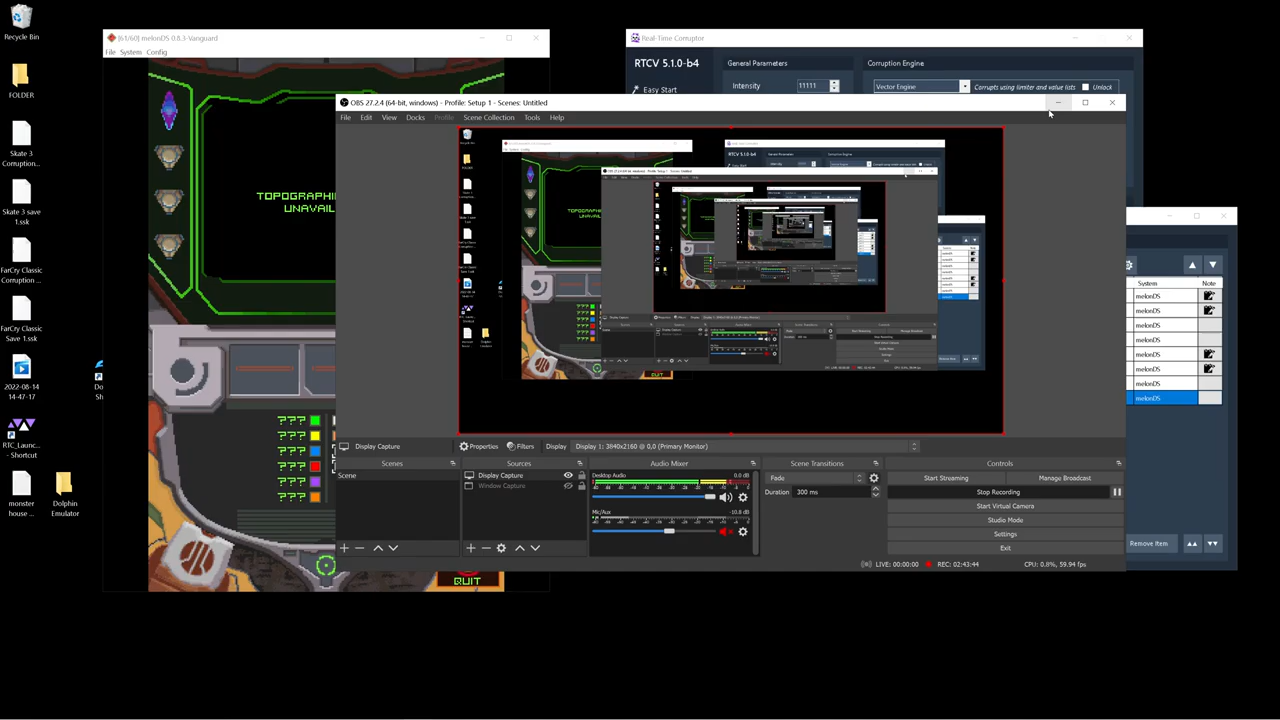 Recycle Bin
FOLDER
Skate 3
Corruption ...
Skate 3 save
1.ssk
FarCry Classic
Corruption ...
FarCry Classic
Save 1.ssk
2022-08-14
14-47-17
RTC_Launc...
- Shortcut
monster
house ...
Dolphin
Emulator
[61/60] melonDS 0.8.3-Vanguard
File System Config
TOPOGRAPHI
UNAVAIL
???
???
???
???
???
???
QUIT
Real-Time Corruptor
RTCV 5.1.0-b4
Easy Start
General Parameters
Intensity
11111
Corruption Engine
Vector Engine
Corrupts using limiter and value lists
Unlock
OBS 27.2.4 (64-bit, windows) - Profile: Setup 1 - Scenes: Untitled
File Edit View Docks Profile Scene Collection Tools Help
Display Capture
Properties
Filters
Display
Display 1: 3840x2160 @ 0,0 (Primary Monitor)
Scenes
Scene
Sources
Display Capture
Window Capture
Audio Mixer
Desktop Audio
0.0 dB
Mic/Aux
-10.8 dB
Scene Transitions
Fade
Duration
300 ms
Controls
Start Streaming
Manage Broadcast
Stop Recording
Start Virtual Camera
Studio Mode
Settings
Exit
LIVE: 00:00:00
REC: 02:43:44
CPU: 0.8%, 59.94 fps
System
Note
melonDS
melonDS
melonDS
melonDS
melonDS
melonDS
melonDS
melonDS
Remove Item